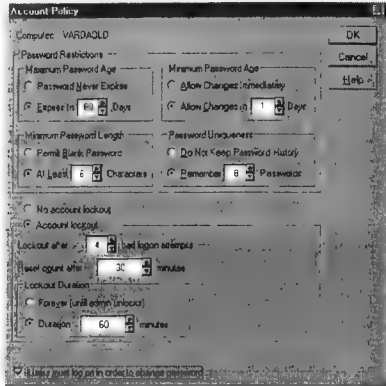 Account Policy
Computer: VARDAOLD
OK
Cancel
Help
Password Restrictions
Maximum Password Age
Password Never Expires
Expires In 60 Days
Minimum Password Age
Allow Changes Immediately
Allow Changes In 1 Days
Minimum Password Length
Permit Blank Password
At Least 6 Characters
Password Uniqueness
Do Not Keep Password History
Remember 8 Passwords
No account lockout
Account lockout
Lockout after 4 bad logon attempts
Reset count after 30 minutes
Lockout Duration
Forever (until admin unlocks)
Duration 60 minutes
Users must log on in order to change password